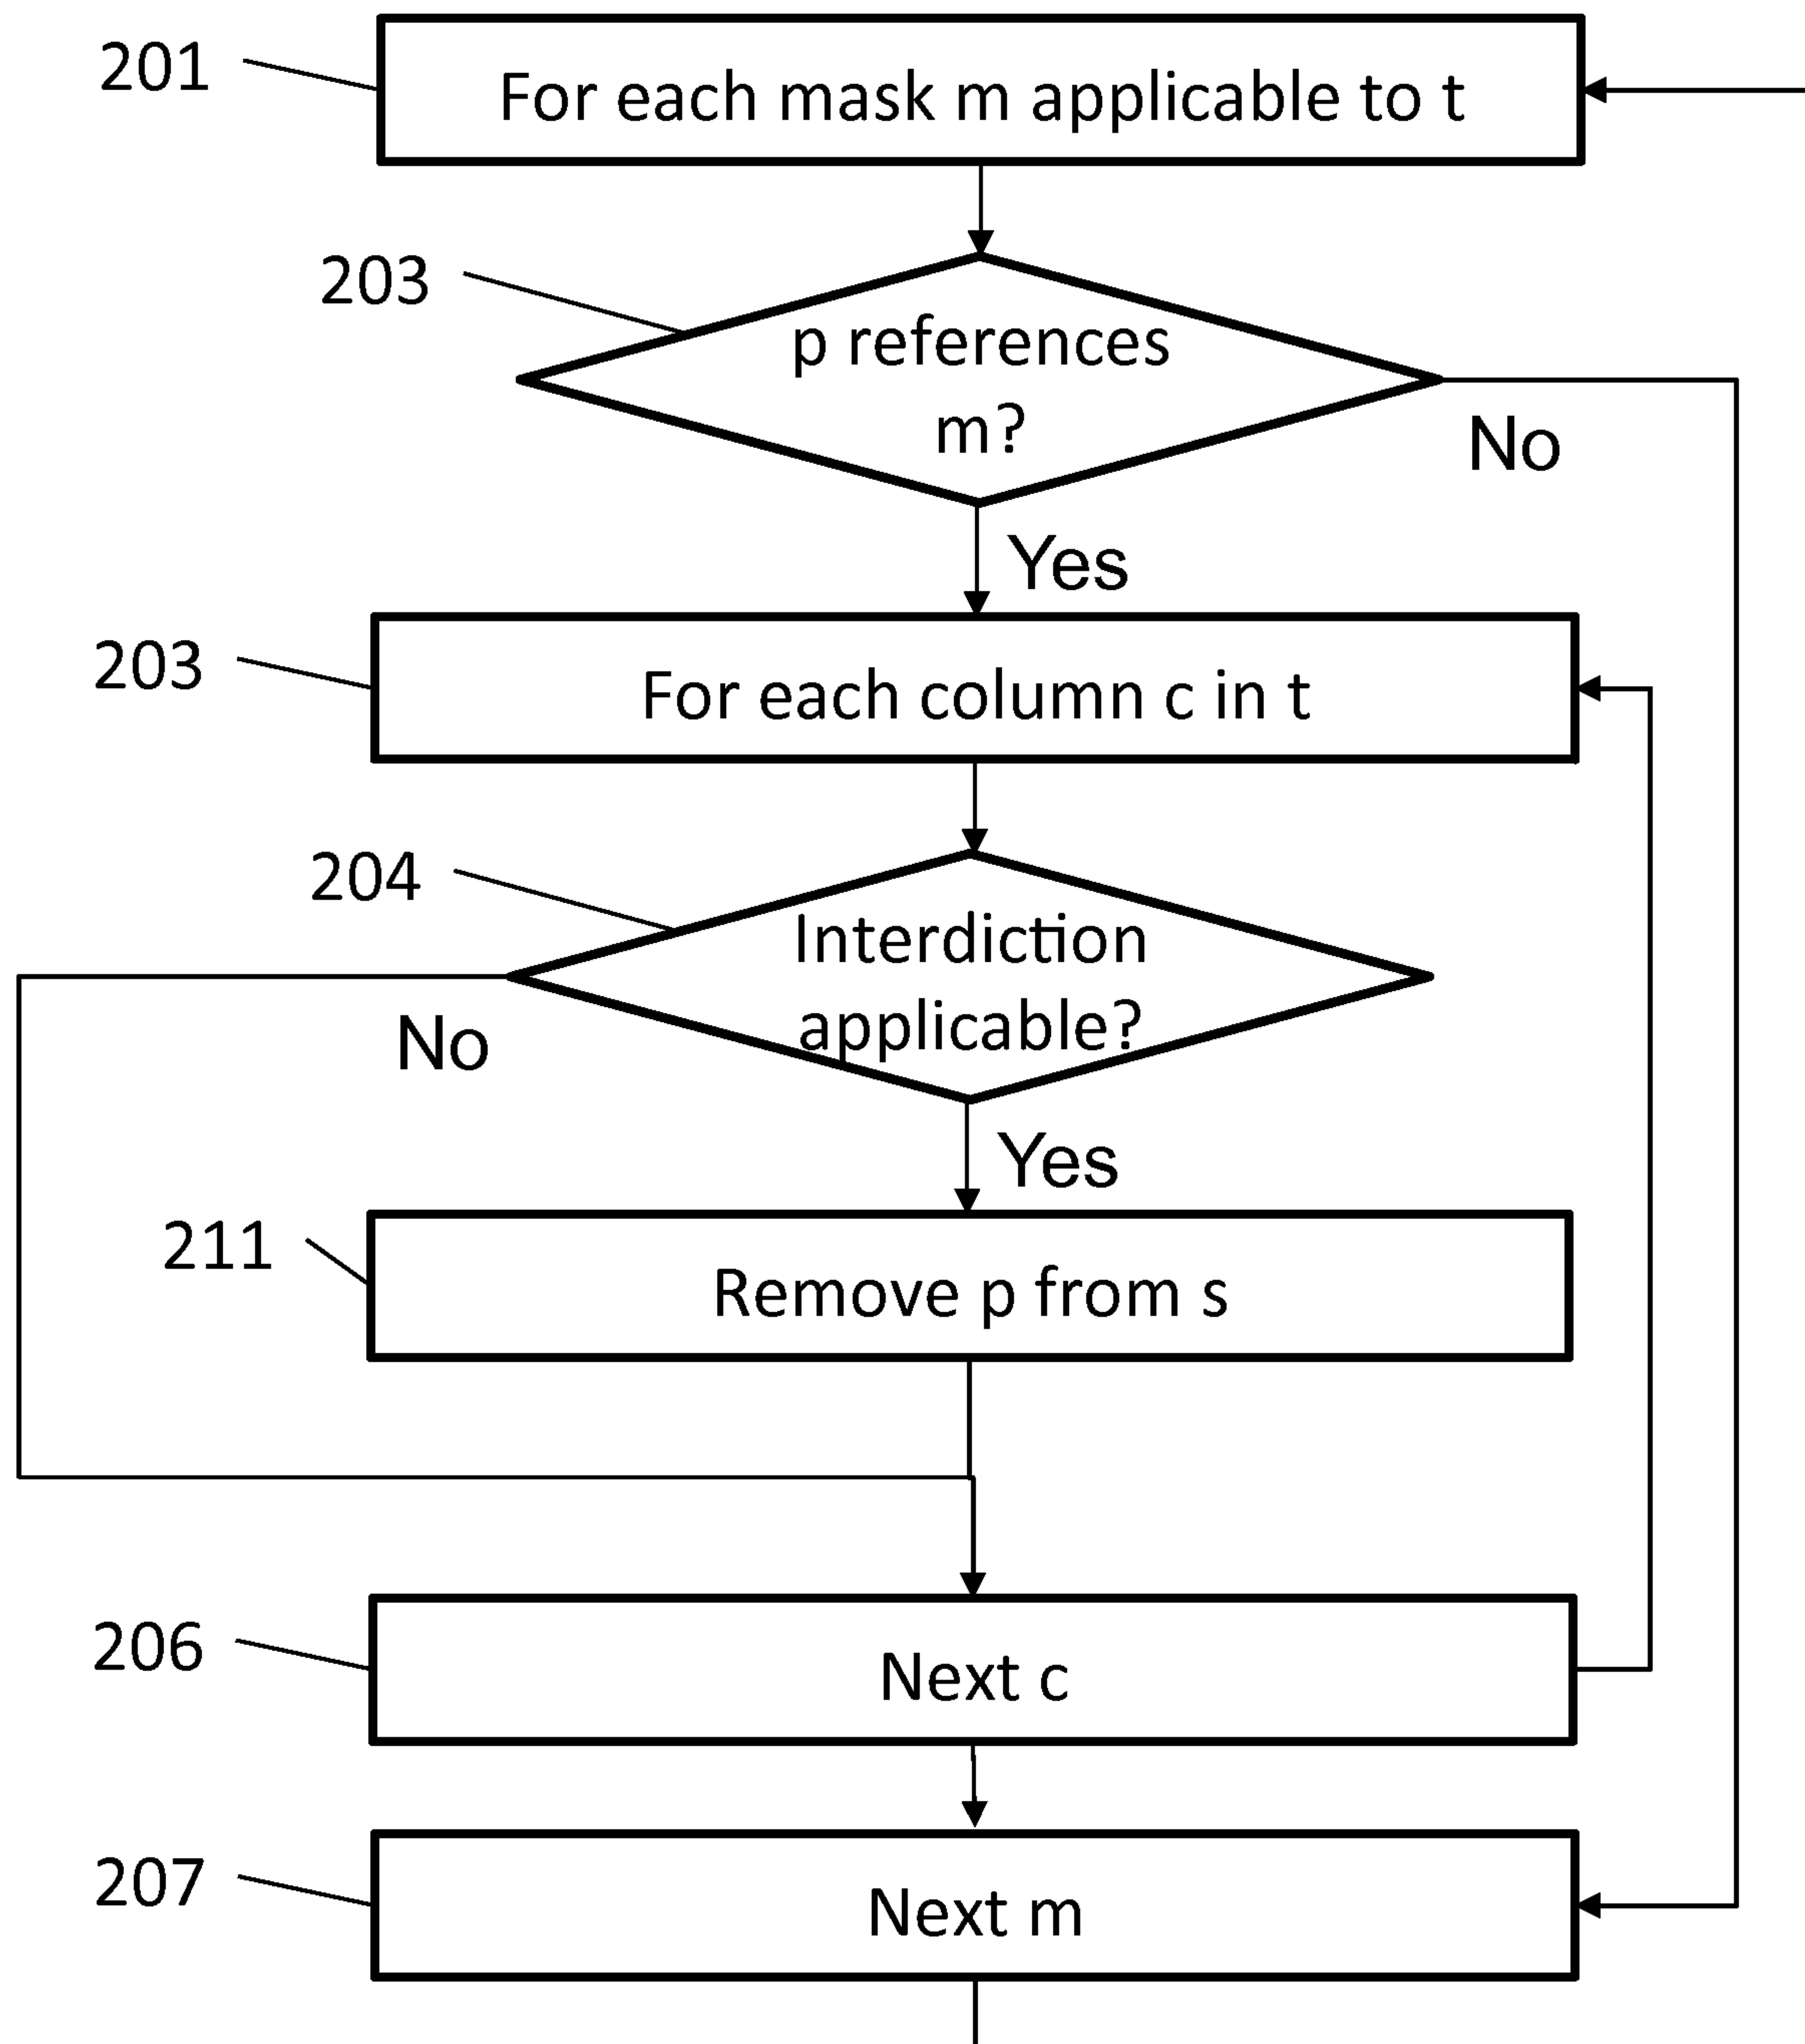 201
For each mask m applicable to t
203
p references
m?
No
Yes
203
For each column c in t
204
Interdiction
applicable?
No
Yes
211
Remove p from s
206
Next c
207
Next m